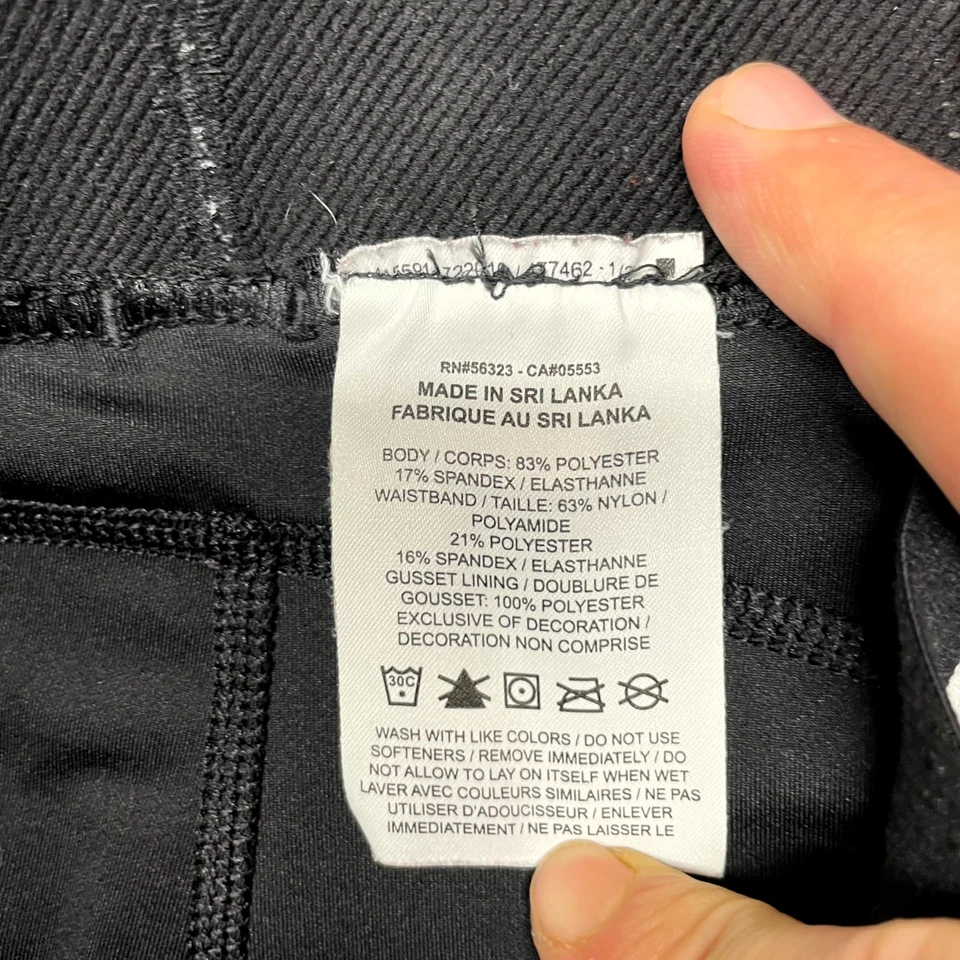 477462 - 1/
RN#56323 - CA#05553
MADE IN SRI LANKA
FABRIQUE AU SRI LANKA
BODY / CORPS: 83% POLYESTER
17% SPANDEX / ELASTHANNE
WAISTBAND / TAILLE: 63% NYLON /
POLYAMIDE
21% POLYESTER
16% SPANDEX / ELASTHANNE
GUSSET LINING / DOUBLURE DE
GOUSSET: 100% POLYESTER
EXCLUSIVE OF DECORATION /
DECORATION NON COMPRISE
30C
WASH WITH LIKE COLORS / DO NOT USE
SOFTENERS / REMOVE IMMEDIATELY / DO
NOT ALLOW TO LAY ON ITSELF WHEN WET
LAVER AVEC COULEURS SIMILAIRES / NE PAS
UTILISER D'ADOUCISSEUR / ENLEVER
IMMEDIATEMENT / NE PAS LAISSER LE